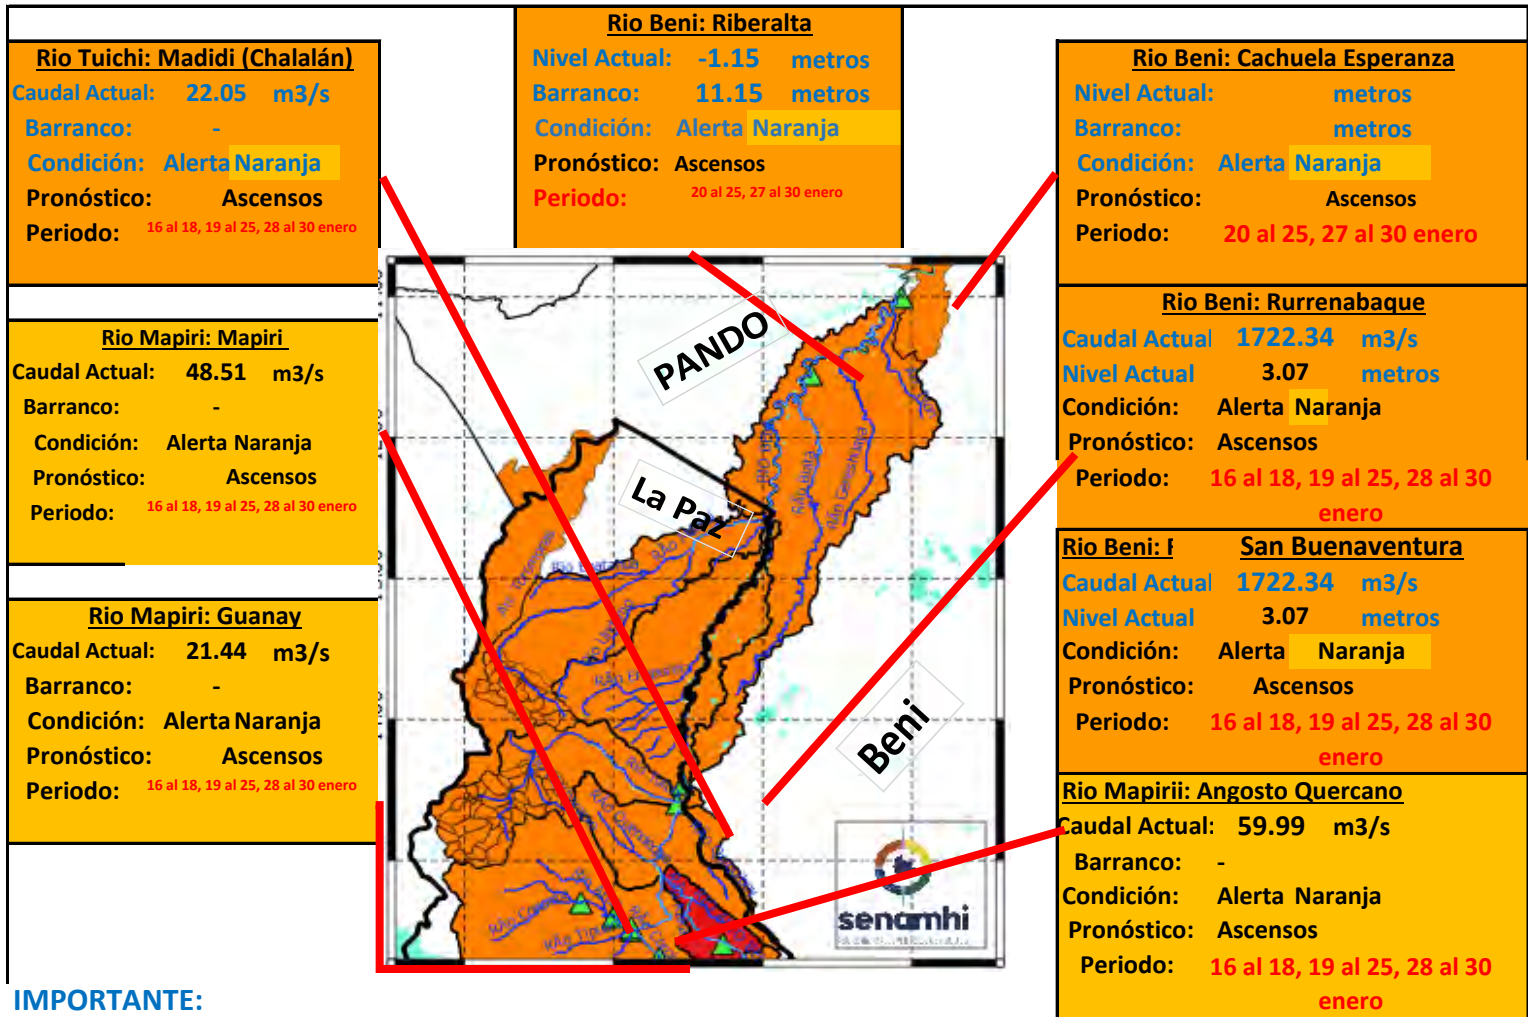 Rio Tuichi: Madidi (Chalalán)
Caudal Actual: 22.05 m3/s
Barranco: -
Condición: Alerta Naranja
Pronóstico: Ascensos
Periodo: 16 al 18, 19 al 25, 28 al 30 enero
Rio Mapiri: Mapiri
Caudal Actual: 48.51 m3/s
Barranco: -
Condición: Alerta Naranja
Pronóstico: Ascensos
Periodo: 16 al 18, 19 al 25, 28 al 30 enero
Rio Mapiri: Guanay
Caudal Actual: 21.44 m3/s
Barranco: -
Condición: Alerta Naranja
Pronóstico: Ascensos
Periodo: 16 al 18, 19 al 25, 28 al 30 enero
Rio Beni: Riberalta
Nivel Actual: -1.15 metros
Barranco: 11.15 metros
Condición: Alerta Naranja
Pronóstico: Ascensos
Periodo: 20 al 25, 27 al 30 enero
PANDO
La Paz
Beni
senamhi
Rio Beni: Cachuela Esperanza
Nivel Actual: metros
Barranco: metros
Condición: Alerta Naranja
Pronóstico: Ascensos
Periodo: 20 al 25, 27 al 30 enero
Rio Beni: Rurrenabaque
Caudal Actual 1722.34 m3/s
Nivel Actual 3.07 metros
Condición: Alerta Naranja
Pronóstico: Ascensos
Periodo: 16 al 18, 19 al 25, 28 al 30
enero
Rio Beni: San Buenaventura
Caudal Actual 1722.34 m3/s
Nivel Actual 3.07 metros
Condición: Alerta Naranja
Pronóstico: Ascensos
Periodo: 16 al 18, 19 al 25, 28 al 30
enero
Rio Mapirii: Angosto Quercano
Caudal Actual: 59.99 m3/s
Barranco: -
Condición: Alerta Naranja
Pronóstico: Ascensos
Periodo: 16 al 18, 19 al 25, 28 al 30
enero
IMPORTANTE: